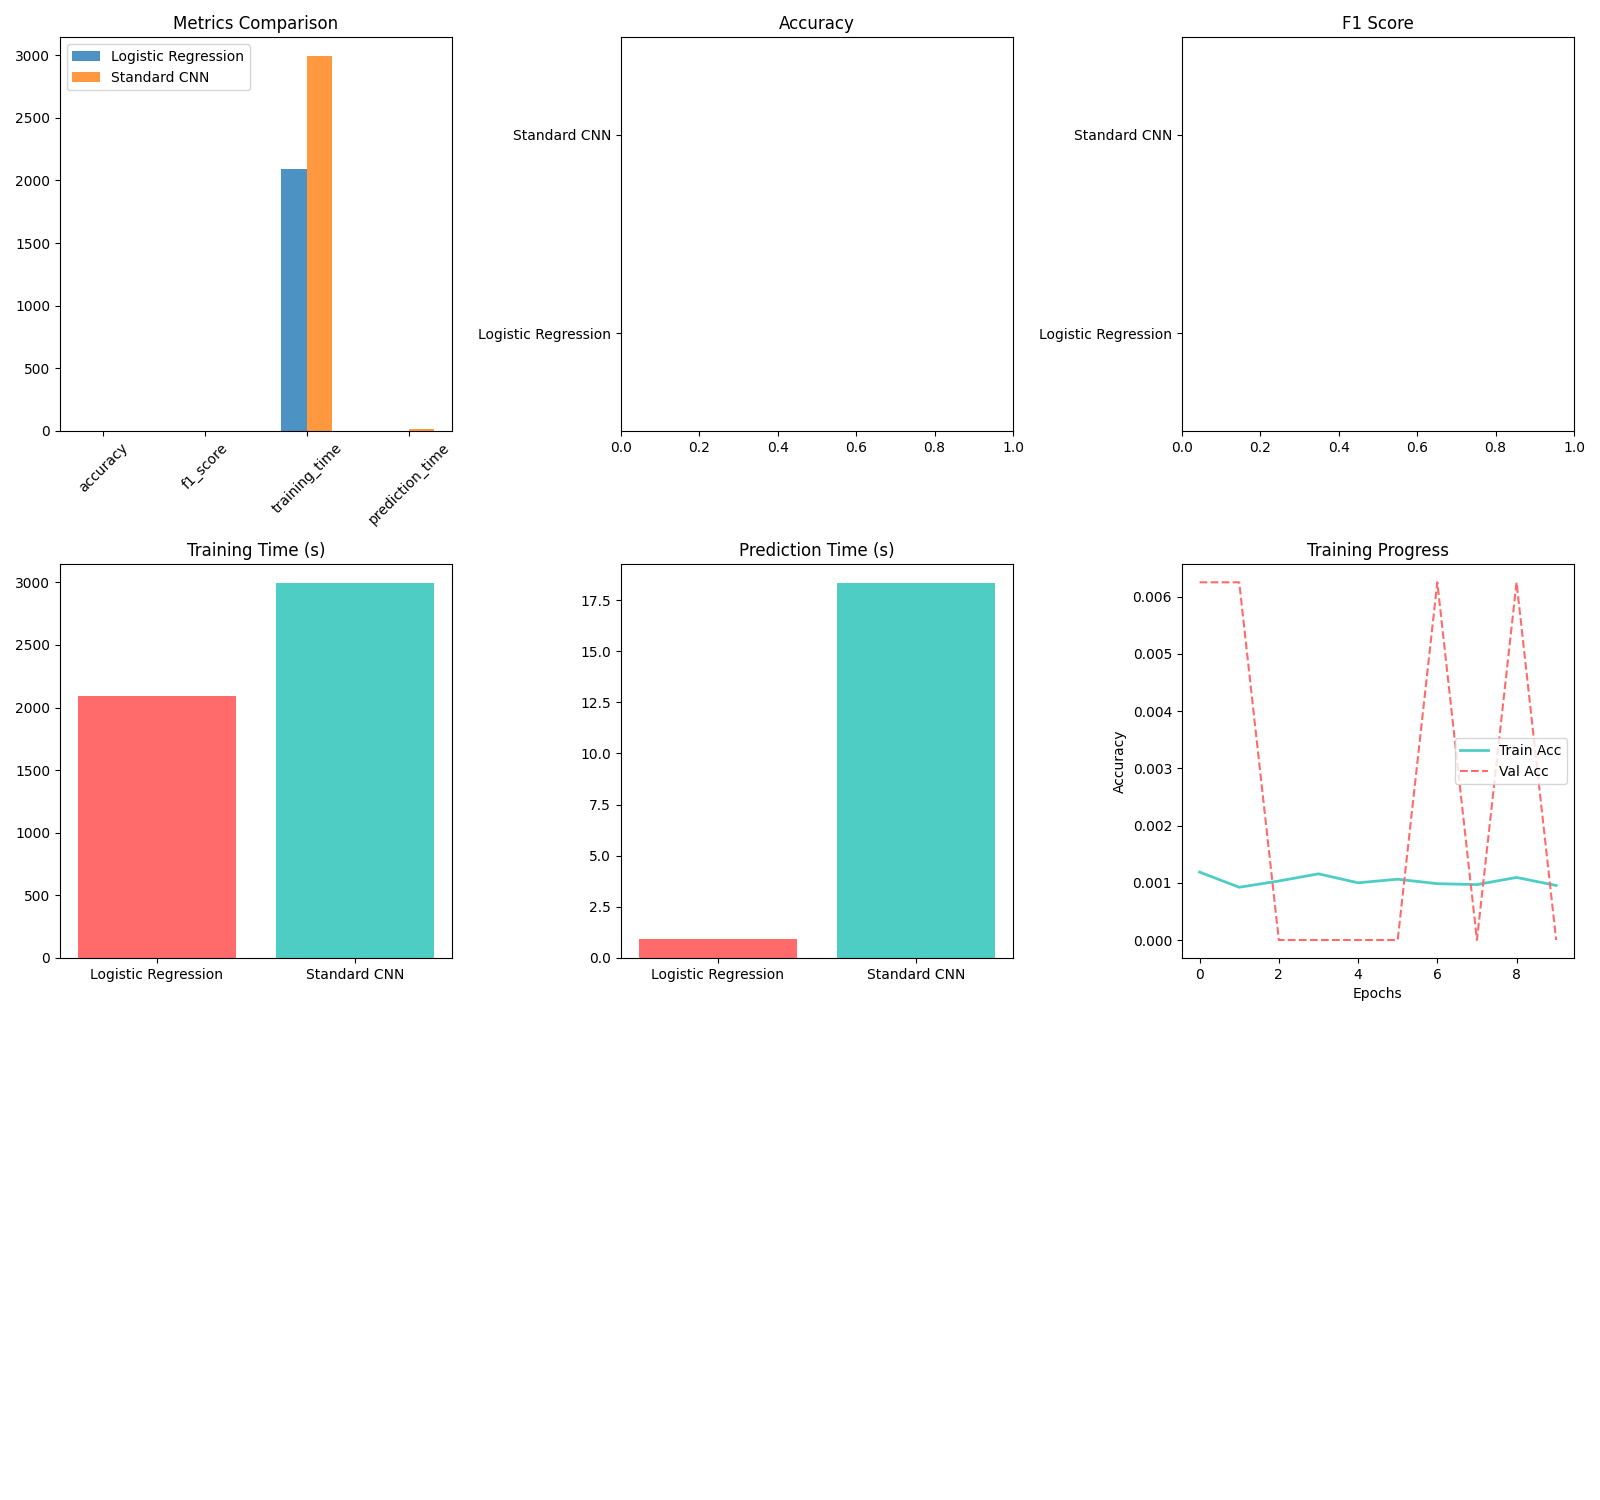 Metrics Comparison
3000
2500
2000
1500
1000
500
0
Logistic Regression
Standard CNN
accuracy
f1_score
training_time
prediction_time
Accuracy
Standard CNN
Logistic Regression
0.0 0.2 0.4 0.6 0.8 1.0
F1 Score
Standard CNN
Logistic Regression
0.0 0.2 0.4 0.6 0.8 1.0
Training Time (s)
3000
2500
2000
1500
1000
500
0
Logistic Regression Standard CNN
Prediction Time (s)
17.5
15.0
12.5
10.0
7.5
5.0
2.5
0.0
Logistic Regression Standard CNN
Training Progress
Accuracy
0.006
0.005
0.004
0.003
0.002
0.001
0.000
Train Acc
Val Acc
0 2 4 6 8
Epochs